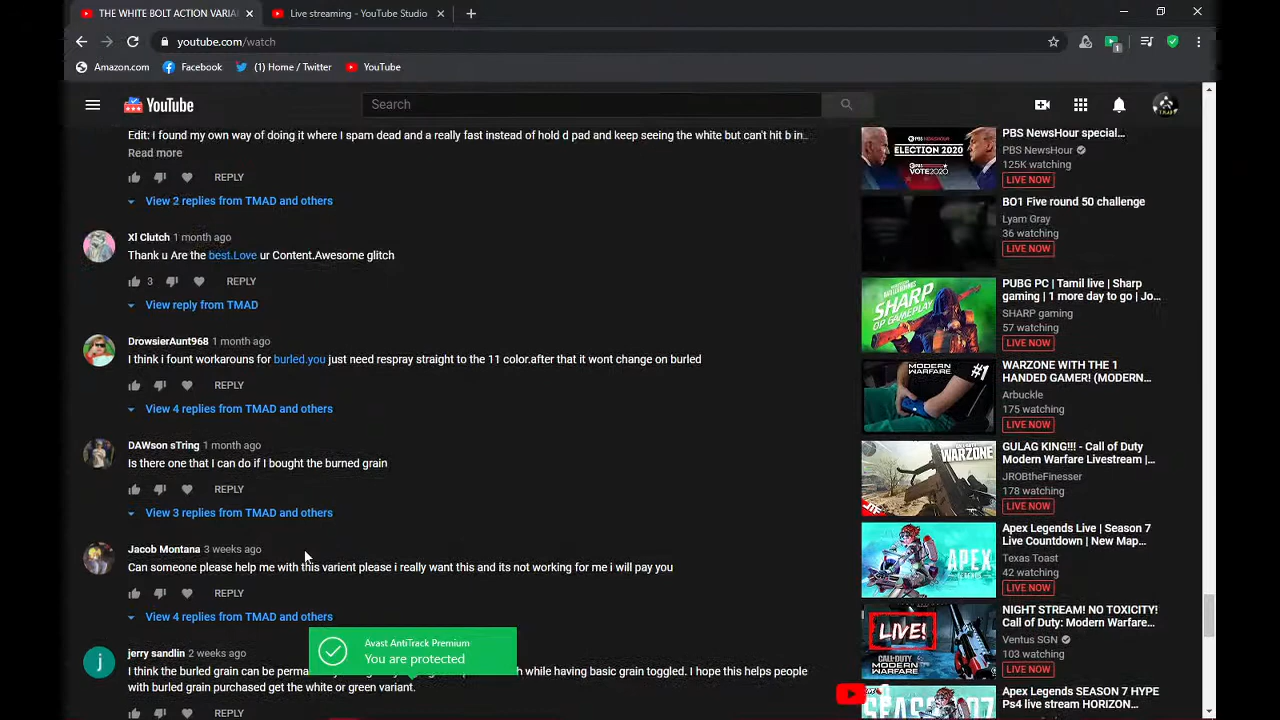 THE WHITE BOLT ACTION VARIA
Live streaming - YouTube Studio
youtube.com/watch
1
Amazon.com
Facebook
(1) Home / Twitter
YouTube
YouTube
Search
Edit: I found my own way of doing it where I spam dead and a really fast instead of hold d pad and keep seeing the white but can't hit b in...
Read more
REPLY
View 2 replies from TMAD and others
Xl Clutch 1 month ago
Thank u Are the best.Love ur Content.Awesome glitch
3 REPLY
View reply from TMAD
DrowsierAunt968 1 month ago
I think i fount workarouns for burled.you just need respray straight to the 11 color.after that it wont change on burled
REPLY
View 4 replies from TMAD and others
DAWson sTring 1 month ago
Is there one that I can do if I bought the burned grain
REPLY
View 3 replies from TMAD and others
Jacob Montana 3 weeks ago
Can someone please help me with this varient please i really want this and its not working for me i will pay you
REPLY
View 4 replies from TMAD and others
Avast AntiTrack Premium
You are protected
j
jerry sandlin 2 weeks ago
I think the
grain can be perma
h while having basic grain toggled. I hope this helps people
with burled grain purchased get the white or green variant.
REPLY
PBS NEWSHOUR
ELECTION 2020
PBS VOTE2020
PBS NewsHour special...
PBS NewsHour
125K watching
LIVE NOW
BO1 Five round 50 challenge
Lyam Gray
36 watching
LIVE NOW
SHARP
OP GAMEPLAY
PUBG PC | Tamil live | Sharp
gaming | 1 more day to go | Jo...
SHARP gaming
57 watching
LIVE NOW
MODERN
WARFARE
#1
WARZONE WITH THE 1
HANDED GAMER! (MODERN...
Arbuckle
175 watching
LIVE NOW
WARZONE
GULAG KING!!! - Call of Duty
Modern Warfare Livestream |...
JROBtheFinesser
178 watching
LIVE NOW
APEX
Apex Legends Live | Season 7
Live Countdown | New Map...
Texas Toast
42 watching
LIVE NOW
LIVE!
CALL OF DUTY
MODERN WARFARE
NIGHT STREAM! NO TOXICITY!
Call of Duty: Modern Warfare...
Ventus SGN
103 watching
LIVE NOW
Apex Legends SEASON 7 HYPE
Ps4 live stream HORIZON...